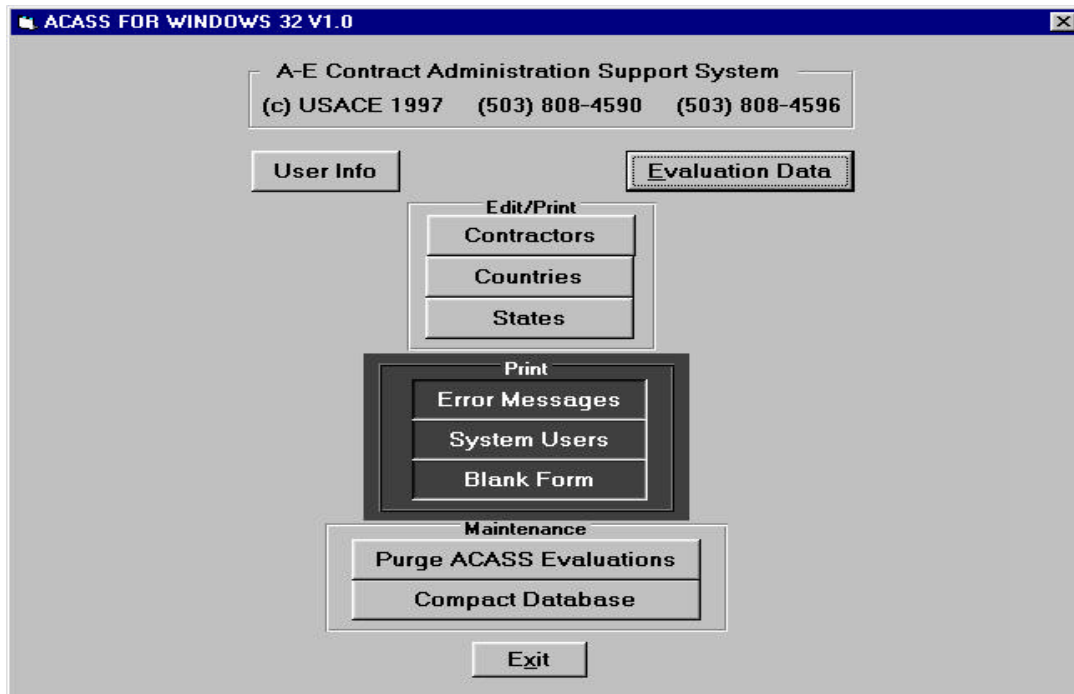 ACASS FOR WINDOWS 32 V1.0
A-E Contract Administration Support System
(c) USACE 1997 (503) 808-4590 (503) 808-4596
User Info Evaluation Data
Edit/Print
Contractors
Countries
States
Print
Error Messages
System Users
Blank Form
Maintenance
Purge ACASS Evaluations
Compact Database
Exit